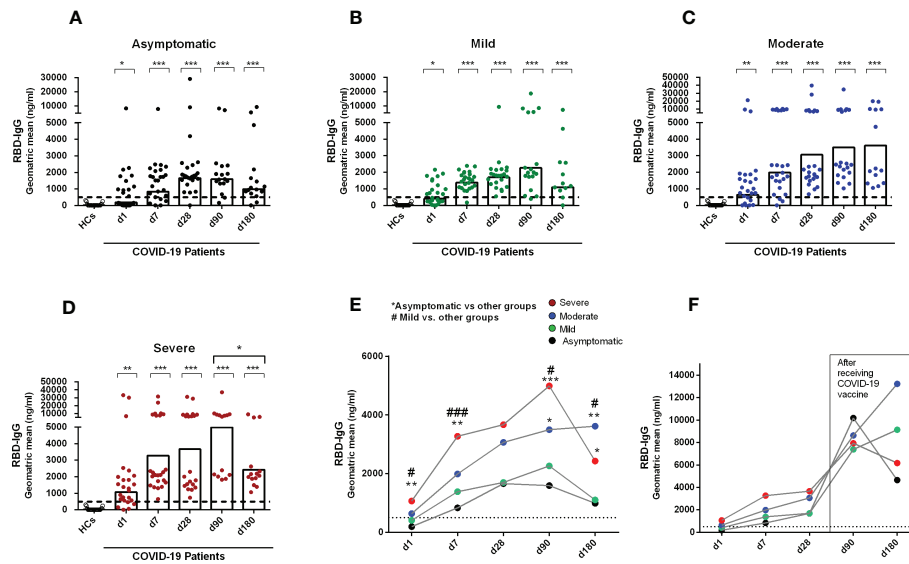 A
Asymptomatic
* *** *** *** ***
RBD-IgG
Geomatric mean (ng/ml)
30000
20000
10000
5000
4000
3000
2000
1000
0
HCs d1 d7 d28 d90 d180
COVID-19 Patients
B
Mild
* *** *** *** ***
RBD-IgG
Geomatric mean (ng/ml)
30000
20000
10000
5000
4000
3000
2000
1000
0
HCs d1 d7 d28 d90 d180
COVID-19 Patients
C
Moderate
** *** *** *** ***
RBD-IgG
Geomatric mean (ng/ml)
50000
40000
30000
20000
10000
5000
4000
3000
2000
1000
0
HCs d1 d7 d28 d90 d180
COVID-19 Patients
D
Severe
*
** *** *** *** ***
RBD-IgG
Geomatric mean (ng/ml)
50000
40000
30000
20000
10000
5000
4000
3000
2000
1000
0
HCs d1 d7 d28 d90 d180
COVID-19 Patients
E
*Asymptomatic vs other groups
# Mild vs. other groups
Severe
Moderate
Mild
Asymptomatic
RBD-IgG
Geomatric mean (ng/ml)
6000
4000
2000
0
#
**
###
**
#
***
*
#
**
*
d1 d7 d28 d90 d180
F
After
receiving
COVID-19
vaccine
RBD-IgG
Geomatric mean (ng/ml)
14000
12000
10000
8000
6000
4000
2000
0
d1 d7 d28 d90 d180